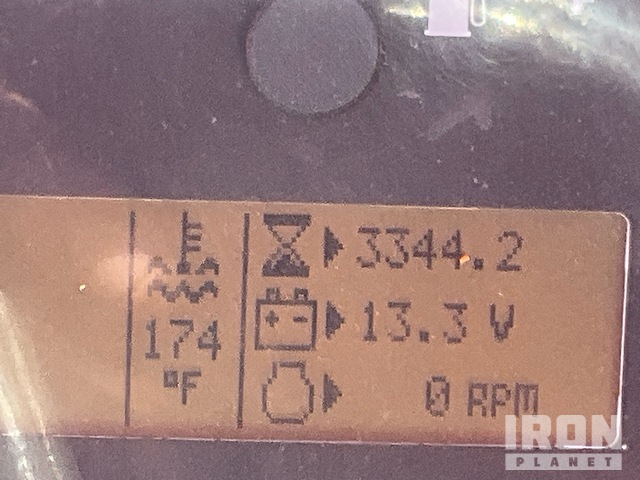 3344.2
174
°F
+ -
13.3 V
0 RPM
IRON
PLANET